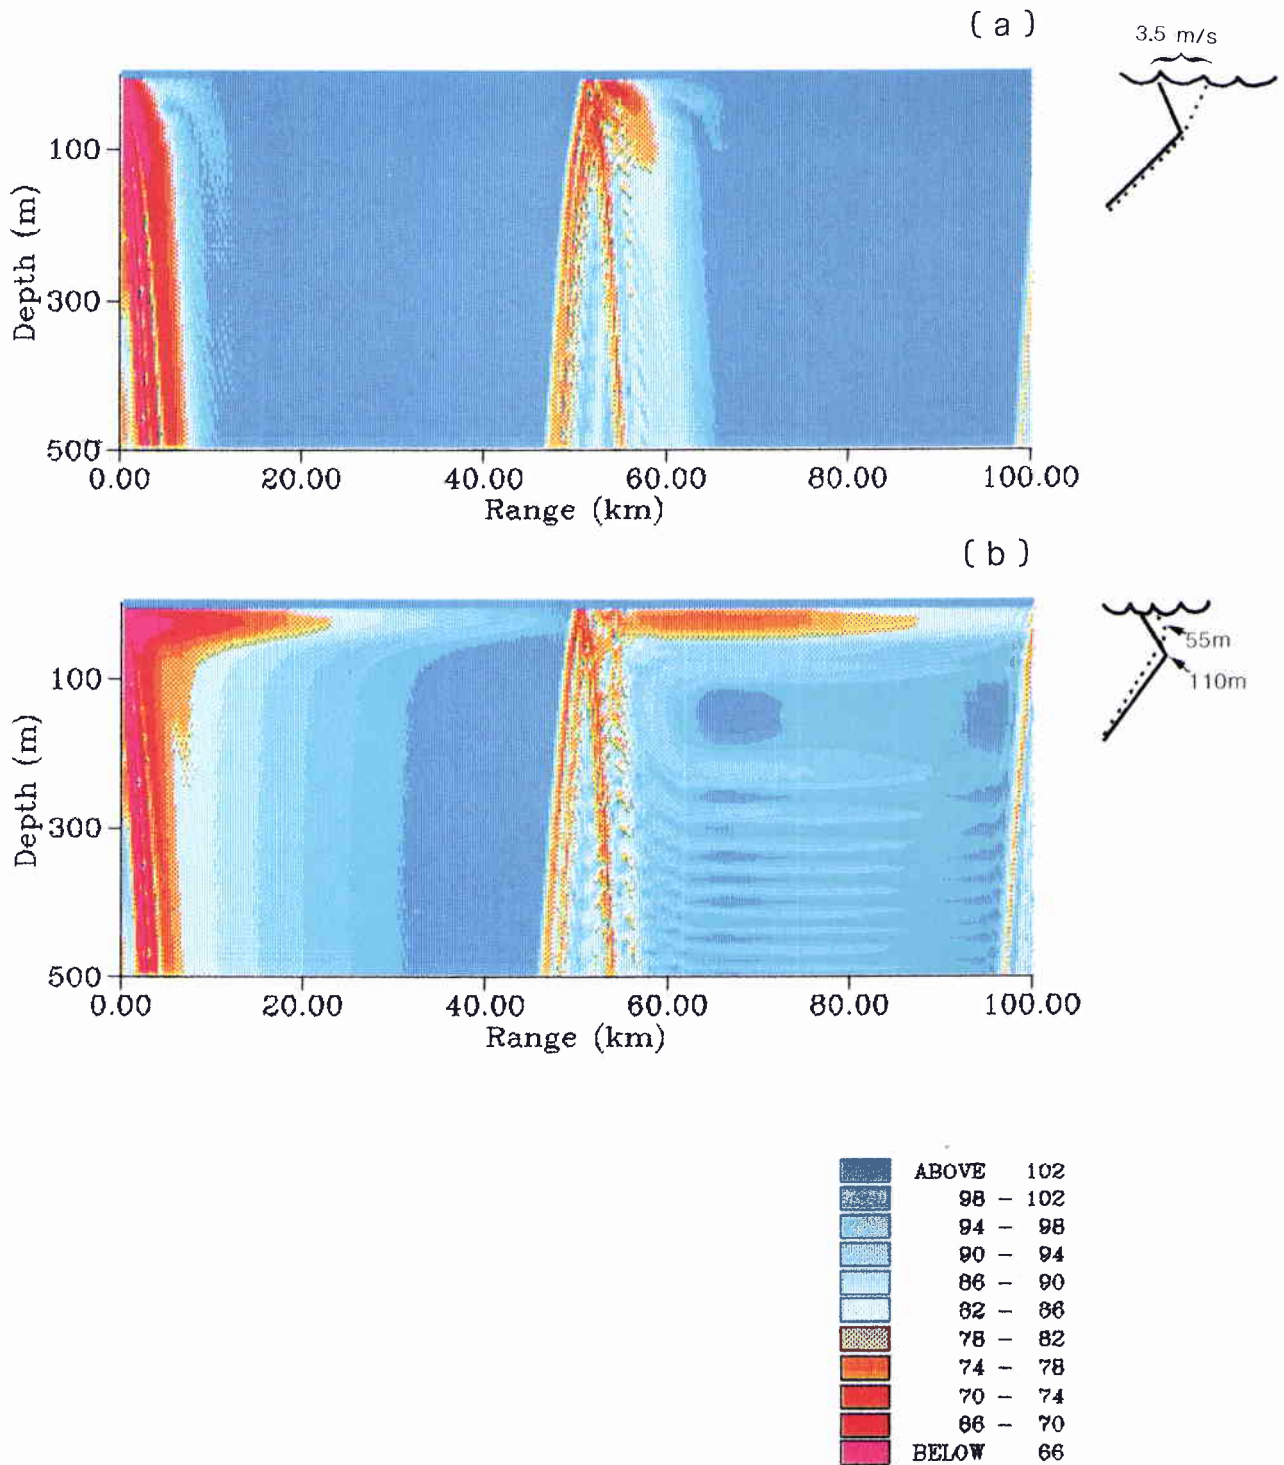 ( a )
3.5 m/s
100
300
500
Depth (m)
0.00 20.00 40.00 60.00 80.00 100.00
Range (km)
( b )
55m
110m
100
300
500
Depth (m)
0.00 20.00 40.00 60.00 80.00 100.00
Range (km)
ABOVE 102
98 - 102
94 - 98
90 - 94
86 - 90
82 - 86
78 - 82
74 - 78
70 - 74
66 - 70
BELOW 66